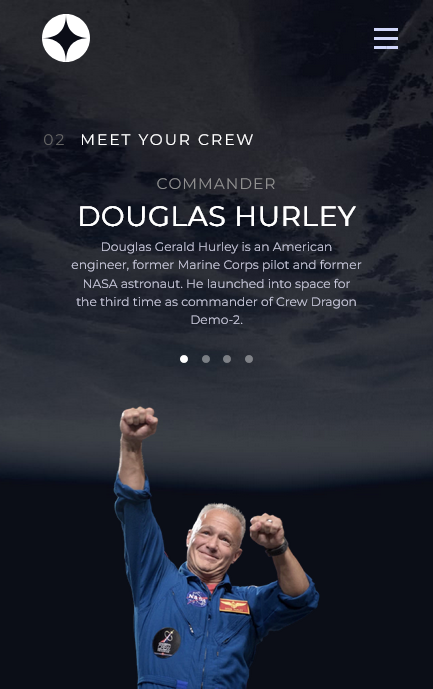 02 MEET YOUR CREW
COMMANDER
DOUGLAS HURLEY
Douglas Gerald Hurley is an American
engineer, former Marine Corps pilot and former
NASA astronaut. He launched into space for
the third time as commander of Crew Dragon
Demo-2.
NASA